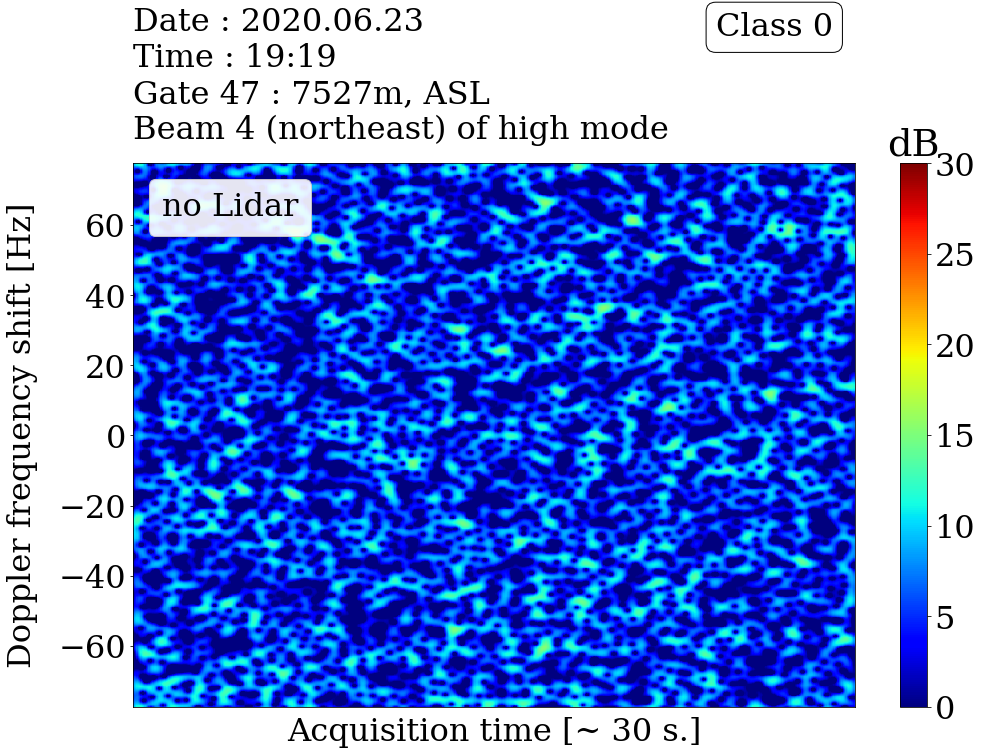 Date : 2020.06.23
Time : 19:19
Gate 47 : 7527m, ASL
Beam 4 (northeast) of high mode
Class 0
dB
no Lidar
Doppler frequency shift [Hz]
60
40
20
0
−20
−40
−60
Acquisition time [~ 30 s.]
30
25
20
15
10
5
0